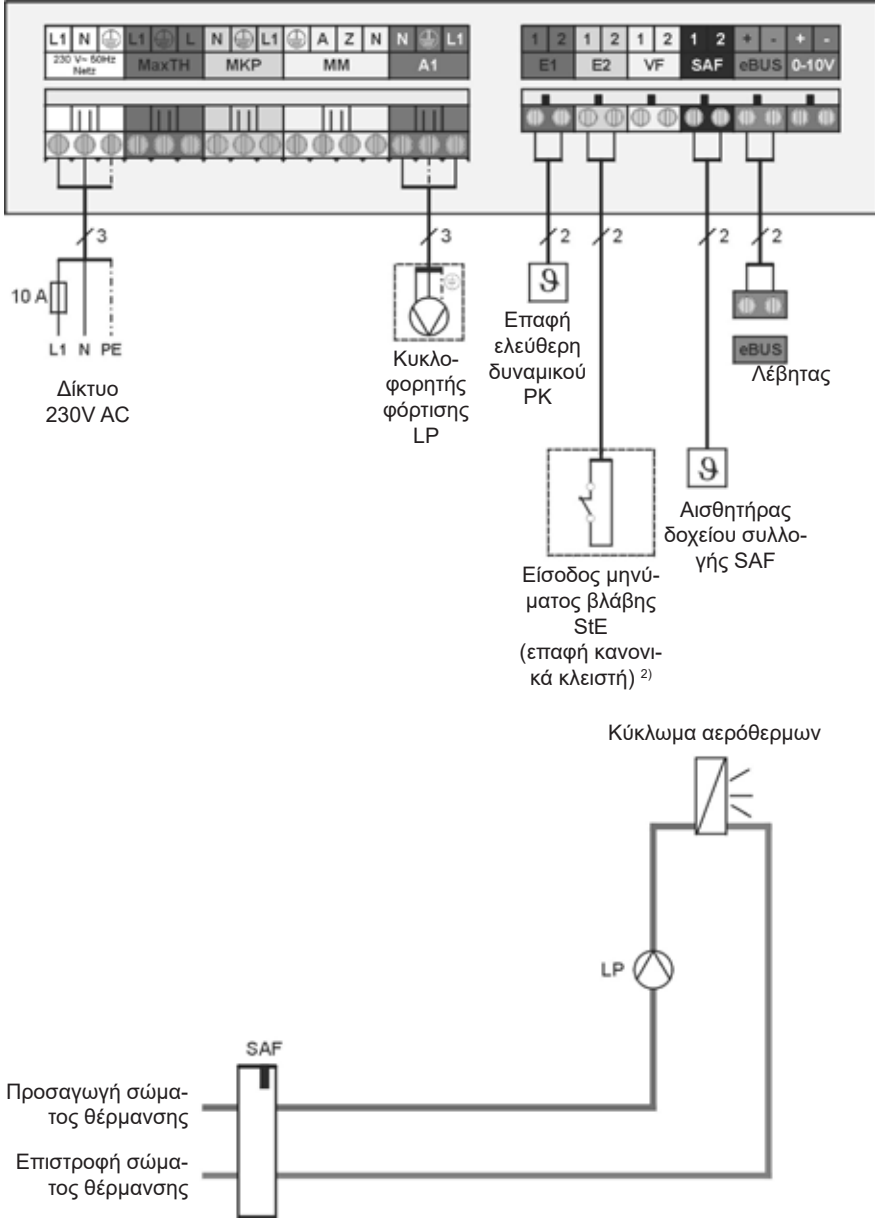 L1 N L1 L N L1 A Z N N L1
230 V~ 50Hz
Netz
MaxTH MKP MM A1
1 2 1 2 1 2 1 2 + - + -
E1 E2 VF SAF eBUS 0-10V
3
3
2
2
2
2
10 A
L1 N PE
Δίκτυο
230V AC
Κυκλο-
φορητής
φόρτισης
LP
Επαφή
ελεύθερη
δυναμικού
PK
eBUS
Λέβητας
Αισθητήρας
δοχείου συλλο-
γής SAF
Είσοδος μηνύ-
ματος βλάβης
StE
(επαφή κανονι-
κά κλειστή) 2)
Κύκλωμα αερόθερμων
LP
SAF
Προσαγωγή σώμα-
τος θέρμανσης
Επιστροφή σώμα-
τος θέρμανσης